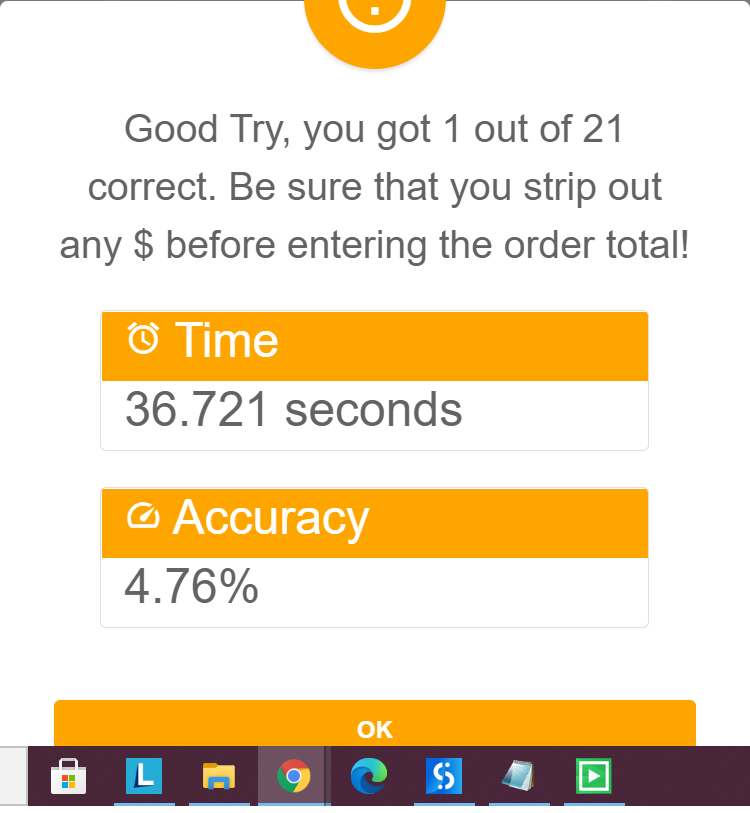 Good Try, you got 1 out of 21
correct. Be sure that you strip out
any $ before entering the order total!
Time
36.721 seconds
Accuracy
4.76%
OK
L